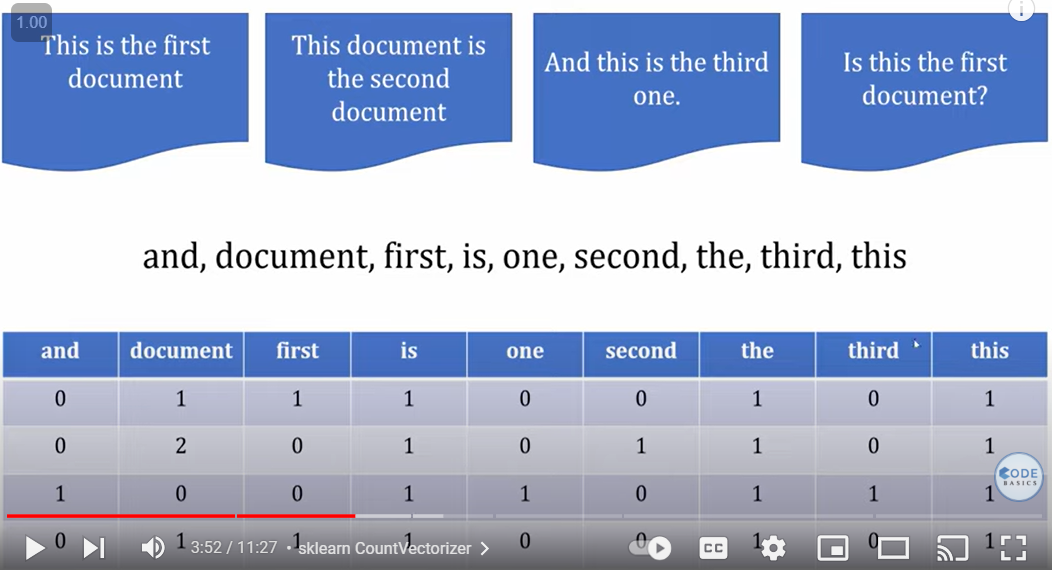 1.00
This is the first
document
This document is
the second
document
And this is the third
one.
Is this the first
document?
and, document, first, is, one, second, the, third, this
and document first is one second the third this
0 1 1 1 0 0 1 0 1
0 2 0 1 0 1 1 0 1
1 0 0 1 1 0 1 1 1
0 1 1 1 0 0 1 0 1
CODE
BASICS
3:52 / 11:27 • sklearn CountVectorizer
CC